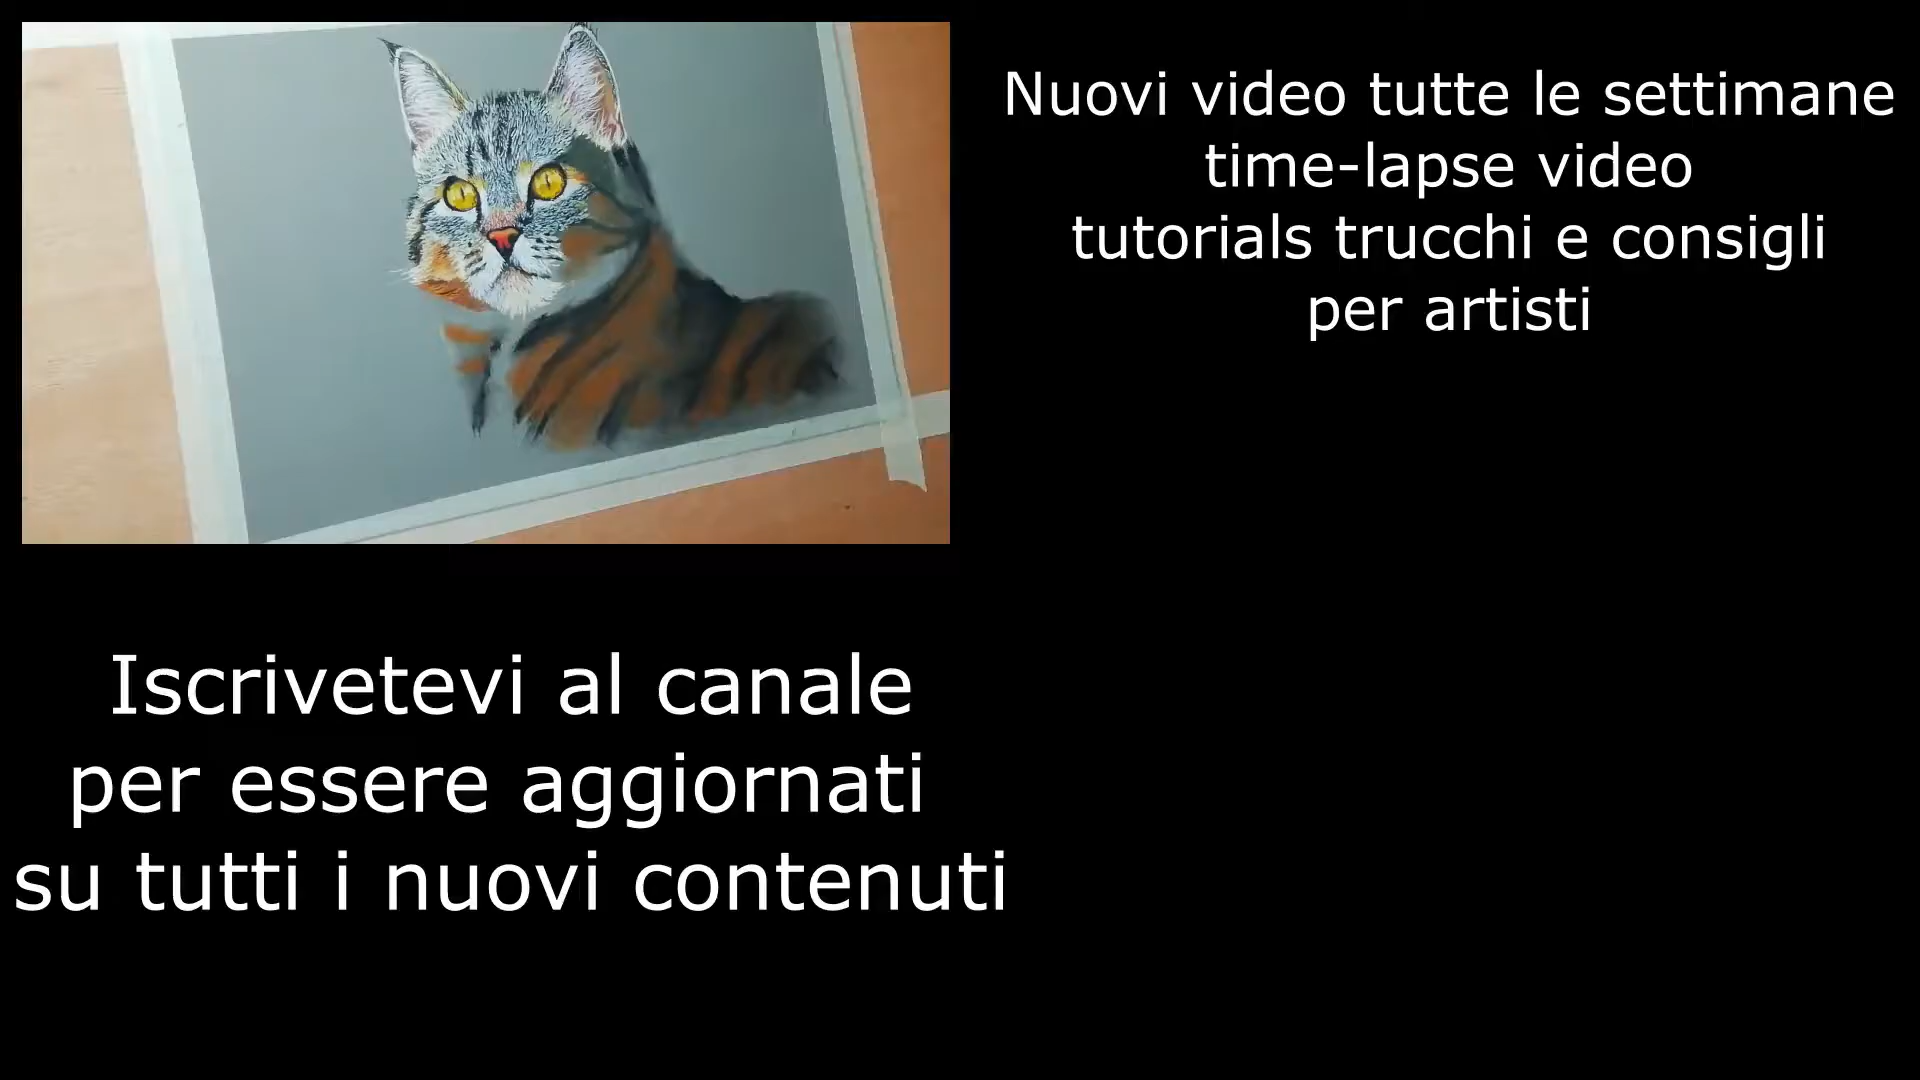 Nuovi video tutte le settimane
time-lapse video
tutorials trucchi e consigli
per artisti
Iscrivetevi al canale
per essere aggiornati
su tutti i nuovi contenuti